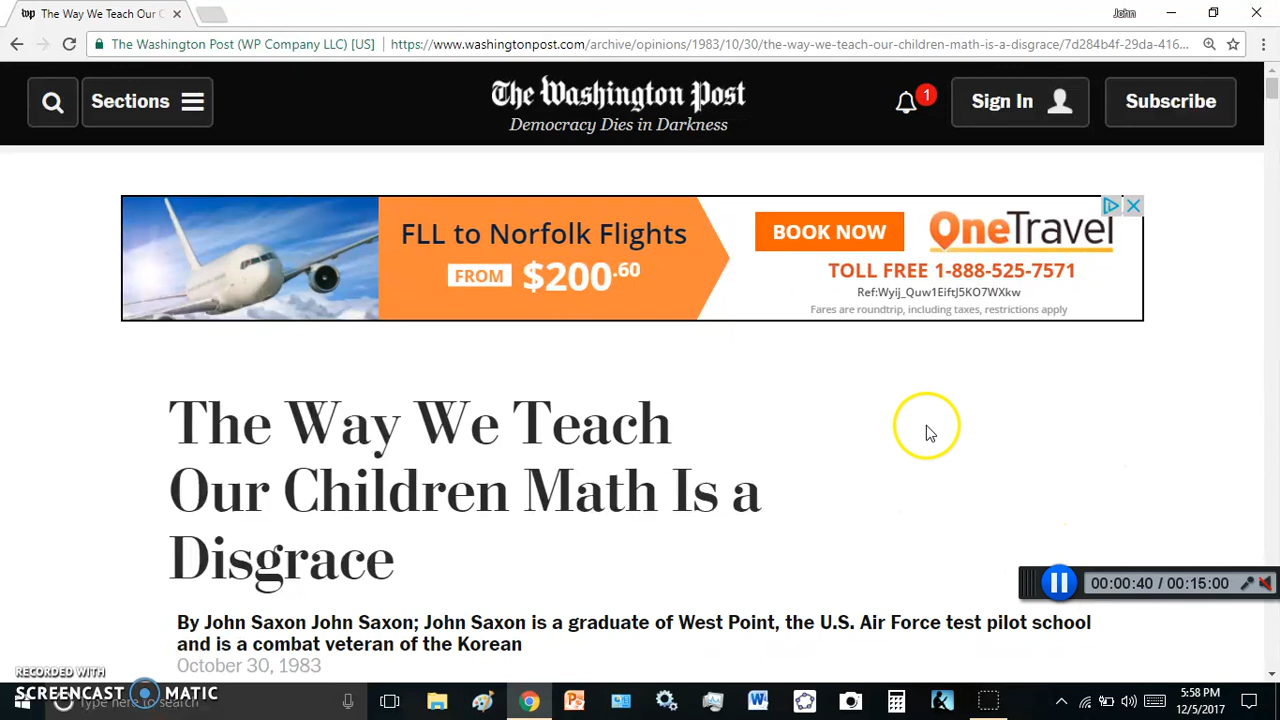 The Way We Teach Our C
John
The Washington Post (WP Company LLC) [US]
https://www.washingtonpost.com/archive/opinions/1983/10/30/the-way-we-teach-our-children-math-is-a-disgrace/7d284b4f-29da-416...
Sections
The Washington Post
Democracy Dies in Darkness
1
Sign In
Subscribe
FLL to Norfolk Flights
FROM $200.60
BOOK NOW
OneTravel
TOLL FREE 1-888-525-7571
Ref:Wyij_Quw1EiftJ5KO7WXkw
Fares are roundtrip, including taxes, restrictions apply
The Way We Teach
Our Children Math Is a
Disgrace
By John Saxon John Saxon; John Saxon is a graduate of West Point, the U.S. Air Force test pilot school
and is a combat veteran of the Korean
October 30, 1983
00:00:40 / 00:15:00
RECORDED WITH
SCREENCAST MATIC
Type here to search
5:58 PM
12/5/2017